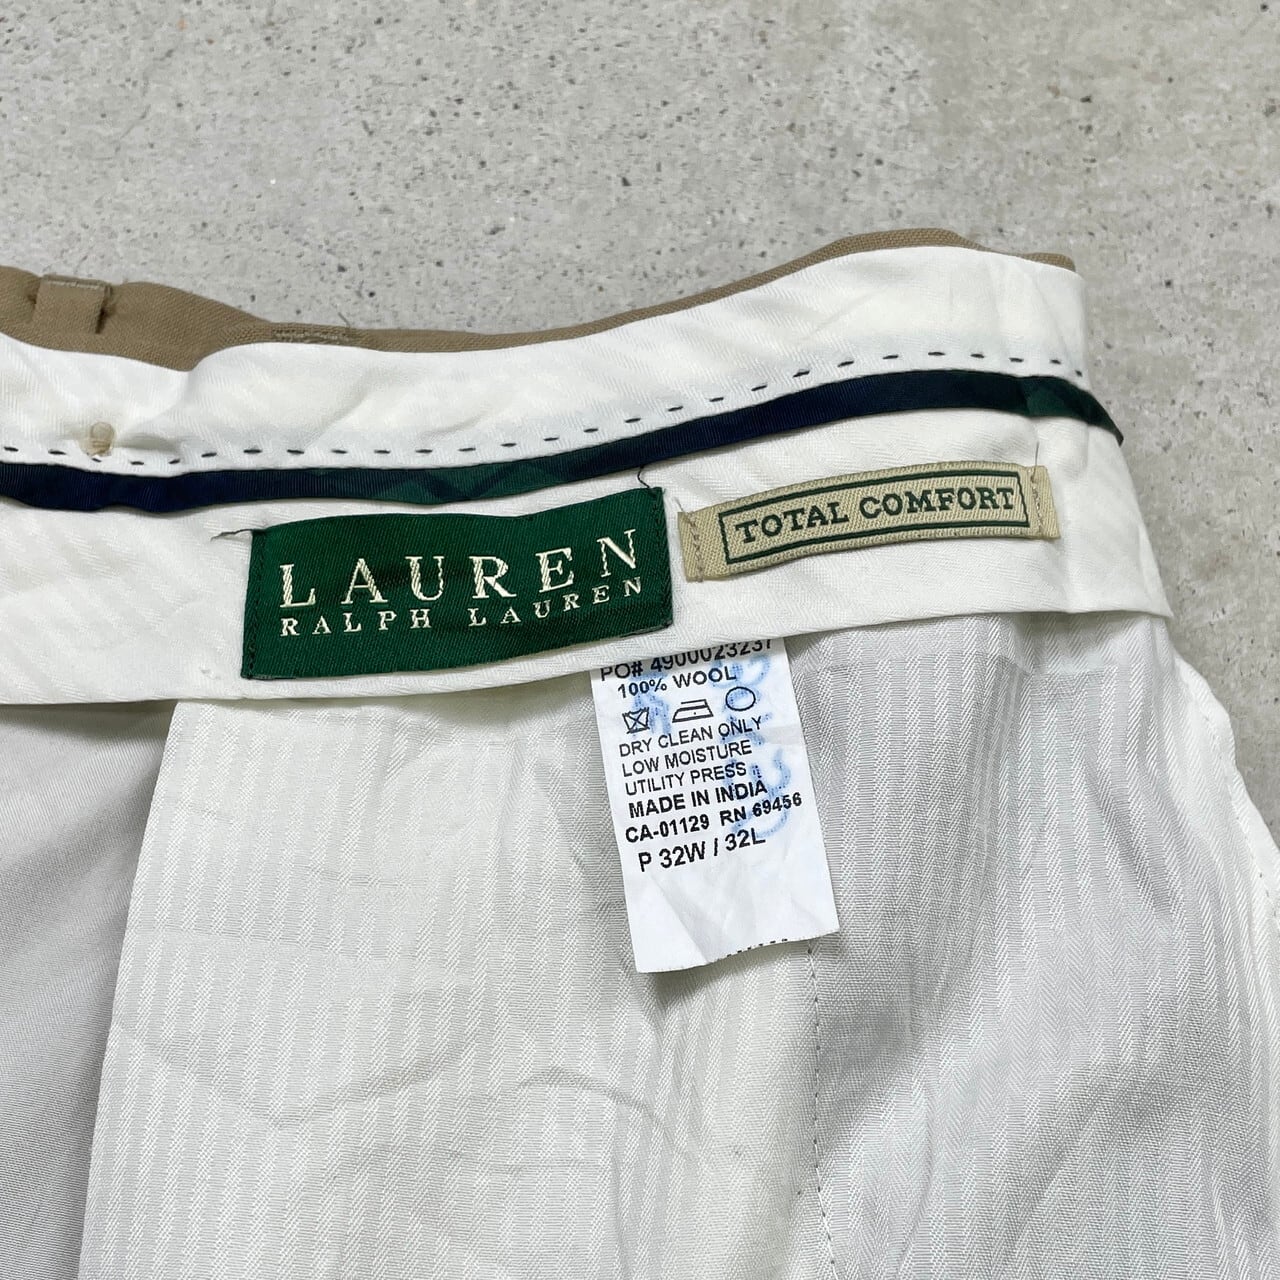 LAUREN
RALPH LAUREN
TOTAL COMFORT
PO# 4900023237
100% WOOL
DRY CLEAN ONLY
LOW MOISTURE
UTILITY PRESS
MADE IN INDIA
CA-01129 RN 69456
P 32W / 32L